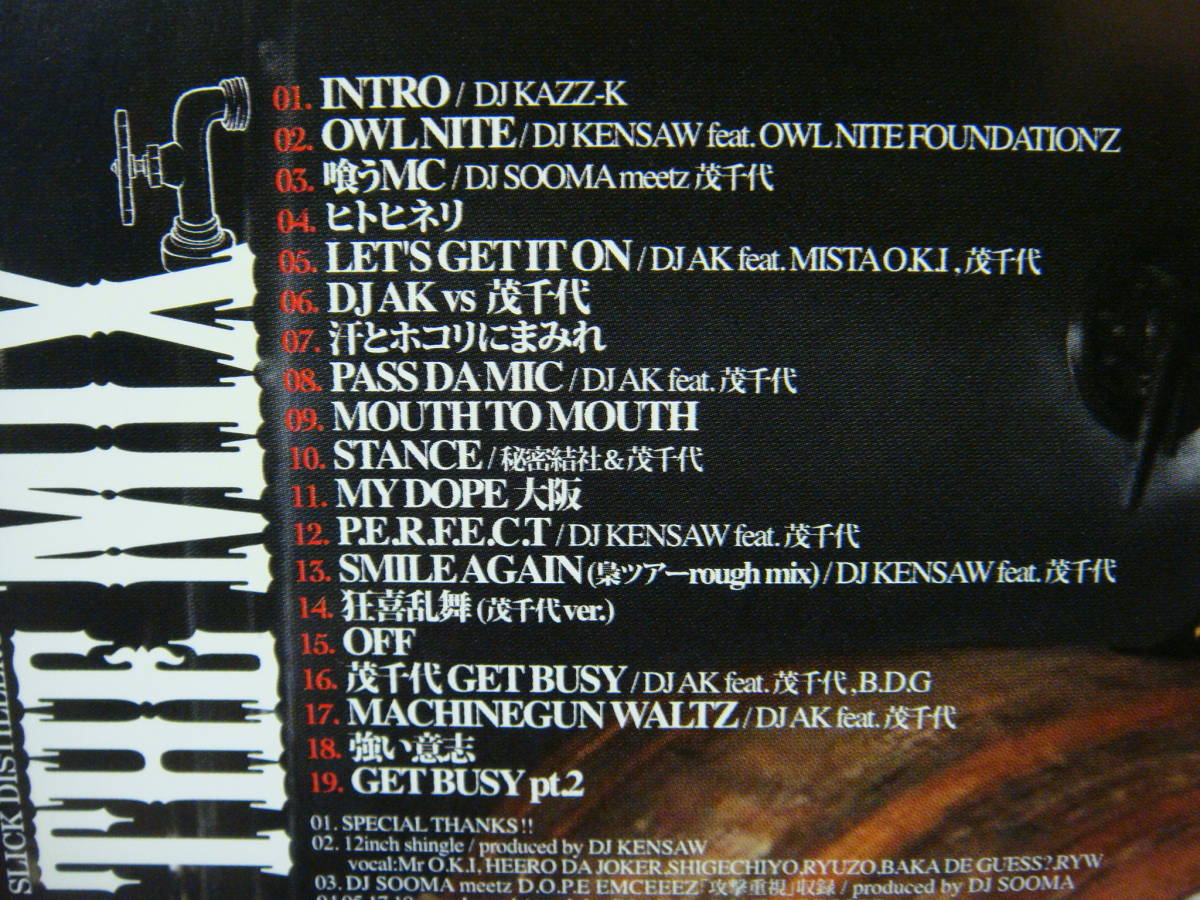 01. INTRO / DJ KAZZ-K
02. OWL NITE / DJ KENSAW feat. OWL NITE FOUNDATION'Z
03. 喰うMC / DJ SOOMA meetz 茂千代
04. ヒトヒネリ
05. LET'S GET IT ON / DJ AK feat. MISTA O.K.I , 茂千代
06. DJ AK vs 茂千代
07. 汗とホコリにまみれ
08. PASS DA MIC / DJ AK feat. 茂千代
09. MOUTH TO MOUTH
10. STANCE / 秘密結社&茂千代
11. MY DOPE 大阪
12. P.E.R.F.E.C.T / DJ KENSAW feat. 茂千代
13. SMILE AGAIN (梟ツアーrough mix) / DJ KENSAW feat. 茂千代
14. 狂喜乱舞 (茂千代 ver.)
15. OFF
16. 茂千代 GET BUSY / DJ AK feat. 茂千代 , B.D.G
17. MACHINEGUN WALTZ / DJ AK feat. 茂千代
18. 強い意志
19. GET BUSY pt.2
01. SPECIAL THANKS !!
02. 12inch shingle / produced by DJ KENSAW
vocal:Mr O.K.I, HEERO DA JOKER.SHIGECHIYO.RYUZO.BAKA DE GUESS?.RYW
03. DJ SOOMA meetz D.O.P.E EMCEEEZ「攻撃重視」収録 / produced by DJ SOOMA
THE MIX